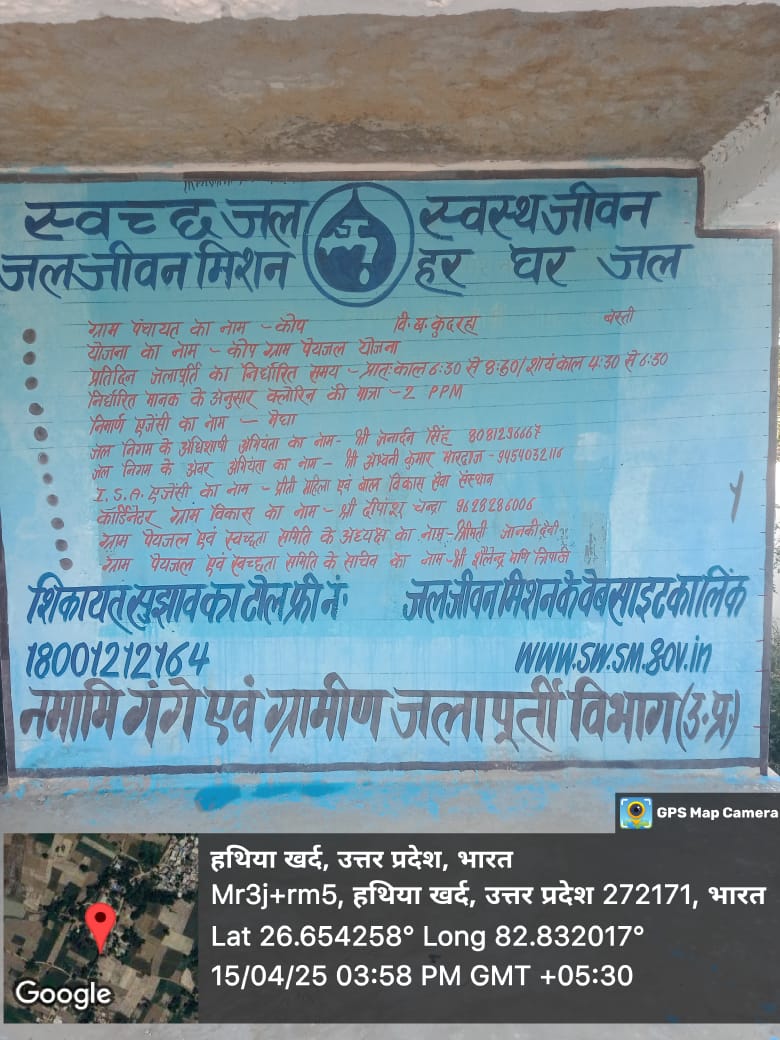 स्वच्छ जल स्वस्थ जीवन
जल जीवन मिशन हर घर जल
ग्राम पंचायत का नाम - कोप वि. ख. कुदरहा बस्ती
योजना का नाम - कोप ग्राम पेयजल योजना
प्रतिदिन जलापूर्ति का निर्धारित समय - प्रातःकाल 6:30 से 8:30/ शायं काल 4:30 से 6:30
निर्धारित मानक के अनुसार क्लोरिन की मात्रा - 2 PPM
निमार्ण एजेंसी का नाम - मेघा
जल निगम के अधिशाषी अभियंता का नाम- श्री जनार्दन सिंह 8081296667
जल निगम के अवर अभियंता का नाम - श्री अश्वनी कुमार भारद्वाज - 9454032116
I.S.A. एजेंसी का नाम - प्रीती महिला एवं बाल विकास सेवा संस्थान
कॉर्डिनेटर ग्राम विकास का नाम - श्री दीपांशु चन्द्रा 9628286006
ग्राम पेयजल एवं स्वच्छता समिति के अध्यक्ष का नाम- श्रीमती जानकी देवी
ग्राम पेयजल एवं स्वच्छता समिति के सचिव का नाम- श्री शैलेन्द्र मणि त्रिपाठी
शिकायत सुझाव का टोल फ्री नं॰ जल जीवन मिशन के वेबसाइट का लिंक
18001212164 www.sw.sm.gov.in
नमामि गंगे एवं ग्रामीण जलापूर्ती विभाग (उ.प्र.)
GPS Map Camera
हथिया खर्द, उत्तर प्रदेश, भारत
Mr3j+rm5, हथिया खर्द, उत्तर प्रदेश 272171, भारत
Lat 26.654258° Long 82.832017°
15/04/25 03:58 PM GMT +05:30
Google